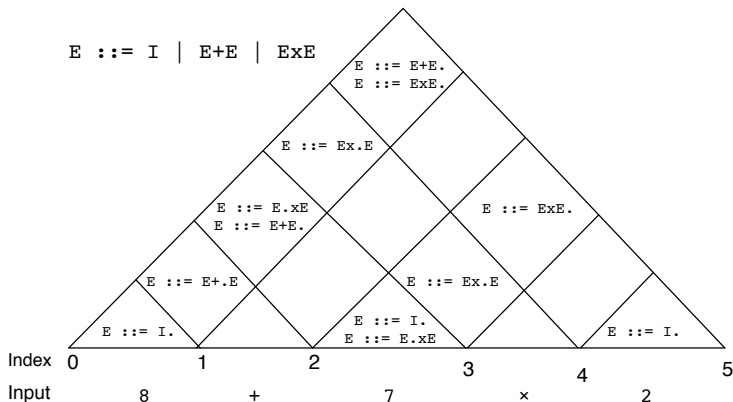 E ::= I | E+E | ExE
E ::= E+E.
E ::= ExE.
E ::= Ex.E
E ::= E.xE
E ::= E+E.
E ::= ExE.
E ::= E+.E
E ::= Ex.E
E ::= I.
E ::= I.
E ::= E.xE
E ::= I.
Index 0 1 2 3 4 5
Input 8 + 7 × 2